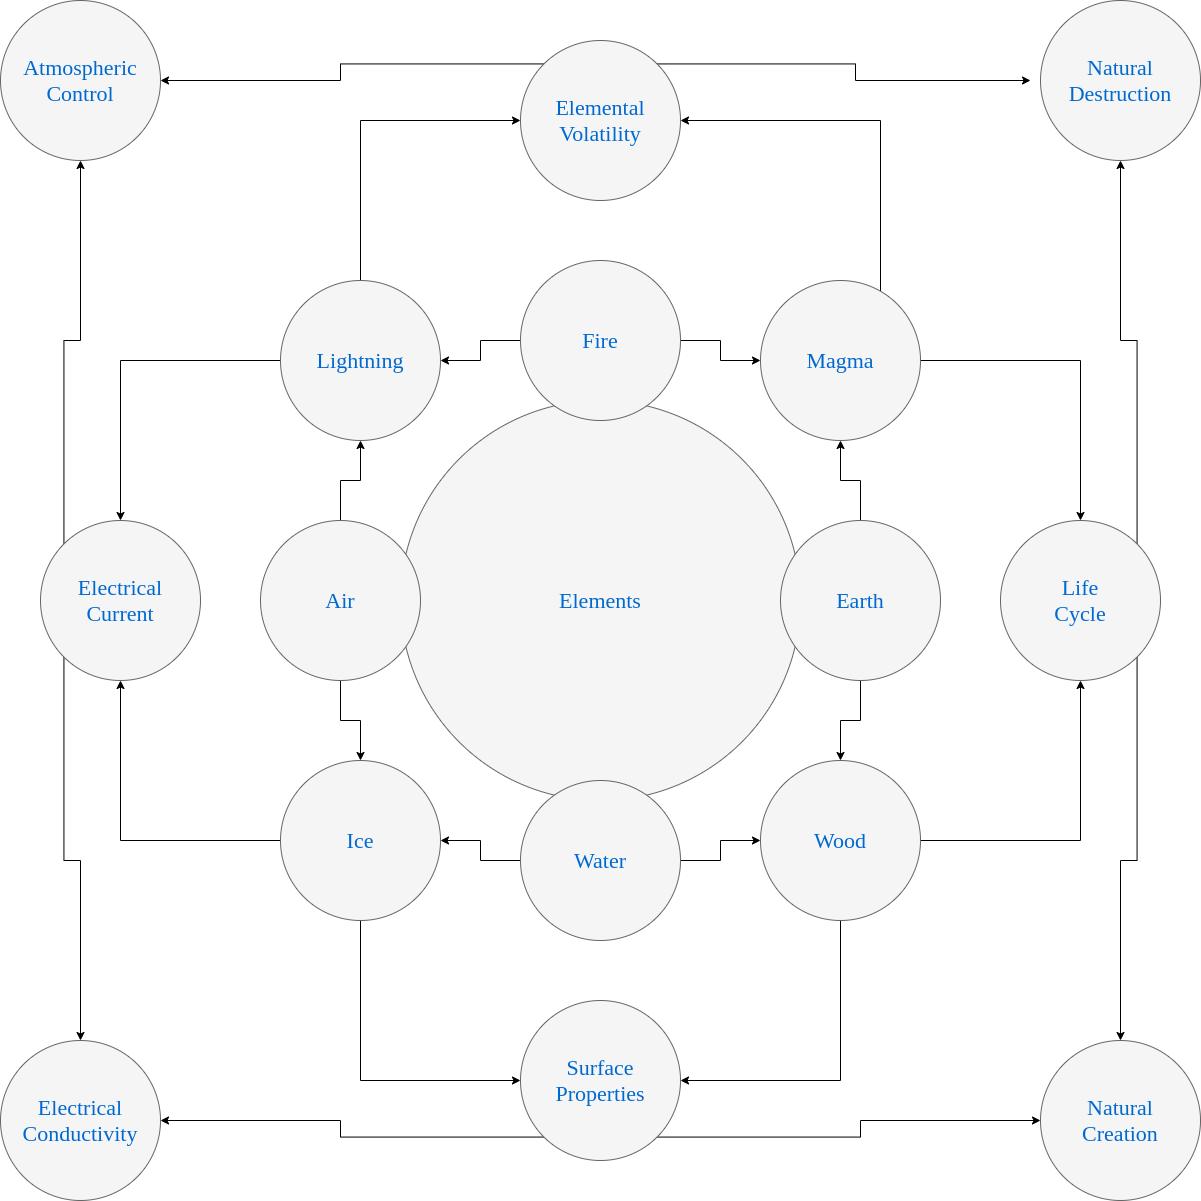 Atmospheric
Control
Natural
Destruction
Elemental
Volatility
Fire
Lightning
Magma
Electrical
Current
Air
Elements
Earth
Life
Cycle
Ice
Water
Wood
Surface
Properties
Electrical
Conductivity
Natural
Creation